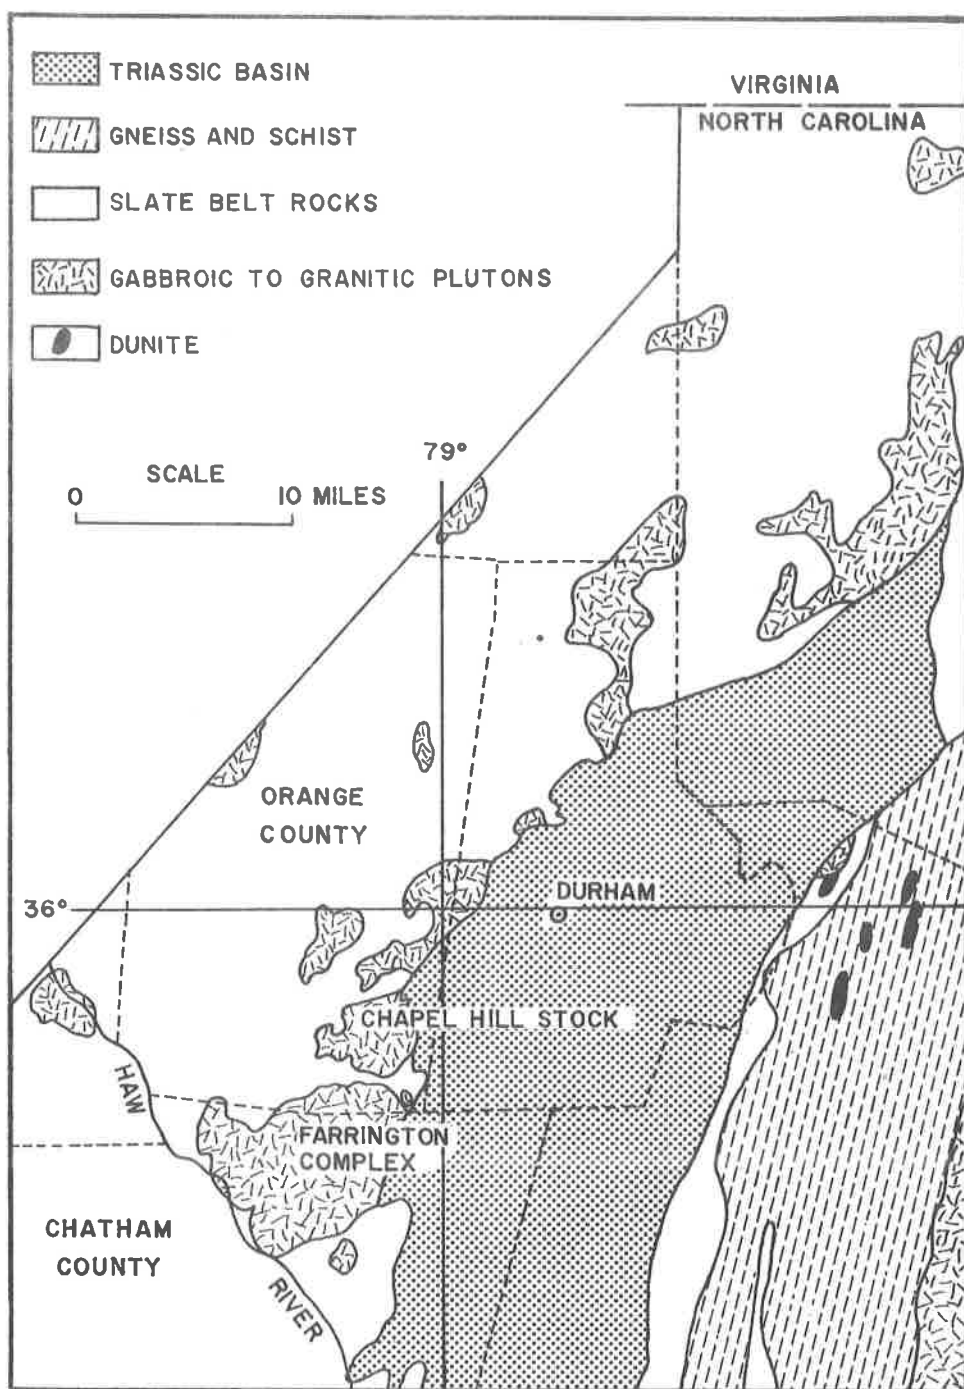 TRIASSIC BASIN
GNEISS AND SCHIST
SLATE BELT ROCKS
GABBROIC TO GRANITIC PLUTONS
DUNITE
VIRGINIA
NORTH CAROLINA
SCALE
0 10 MILES
79°
ORANGE
COUNTY
36°
DURHAM
CHAPEL HILL STOCK
HAW
FARRINGTON
COMPLEX
CHATHAM
COUNTY
RIVER